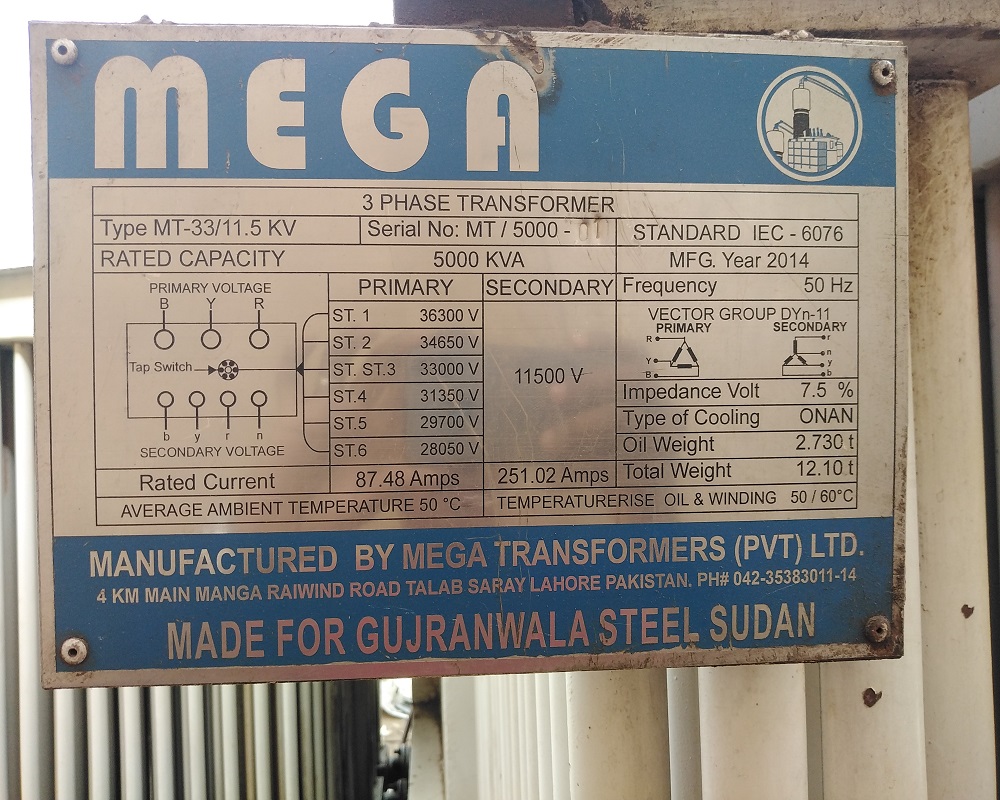 MEGA
3 PHASE TRANSFORMER
Type MT-33/11.5 KV Serial No: MT / 5000 - 01 STANDARD IEC - 6076
RATED CAPACITY 5000 KVA MFG. Year 2014
PRIMARY VOLTAGE
B Y R
Tap Switch
b y r n
SECONDARY VOLTAGE
PRIMARY SECONDARY
ST. 1 36300 V
ST. 2 34650 V
ST. ST.3 33000 V
ST.4 31350 V
ST.5 29700 V
ST.6 28050 V
11500 V
Frequency 50 Hz
VECTOR GROUP DYn-11
PRIMARY SECONDARY
R r
n
Y y
B b
Impedance Volt 7.5 %
Type of Cooling ONAN
Oil Weight 2.730 t
Total Weight 12.10 t
Rated Current 87.48 Amps 251.02 Amps
AVERAGE AMBIENT TEMPERATURE 50 °C TEMPERATURERISE OIL & WINDING 50 / 60°C
MANUFACTURED BY MEGA TRANSFORMERS (PVT) LTD.
4 KM MAIN MANGA RAIWIND ROAD TALAB SARAY LAHORE PAKISTAN. PH# 042-35383011-14
MADE FOR GUJRANWALA STEEL SUDAN